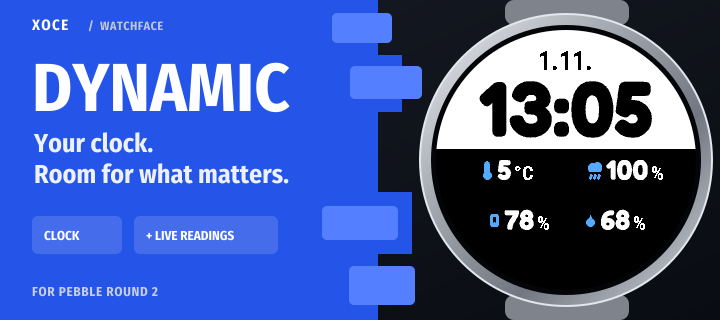 XOCE / WATCHFACE
DYNAMIC
Your clock.
Room for what matters.
CLOCK
+ LIVE READINGS
FOR PEBBLE ROUND 2
1.11.
13:05
5°C
100%
78%
68%